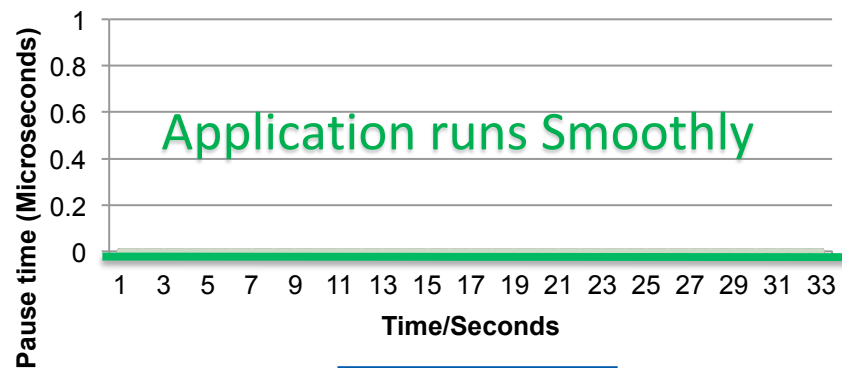 Pause time (Microseconds)
1
0.8
0.6
0.4
0.2
0
Application runs Smoothly
1 3 5 7 9 11 13 15 17 19 21 23 25 27 29 31 33
Time/Seconds